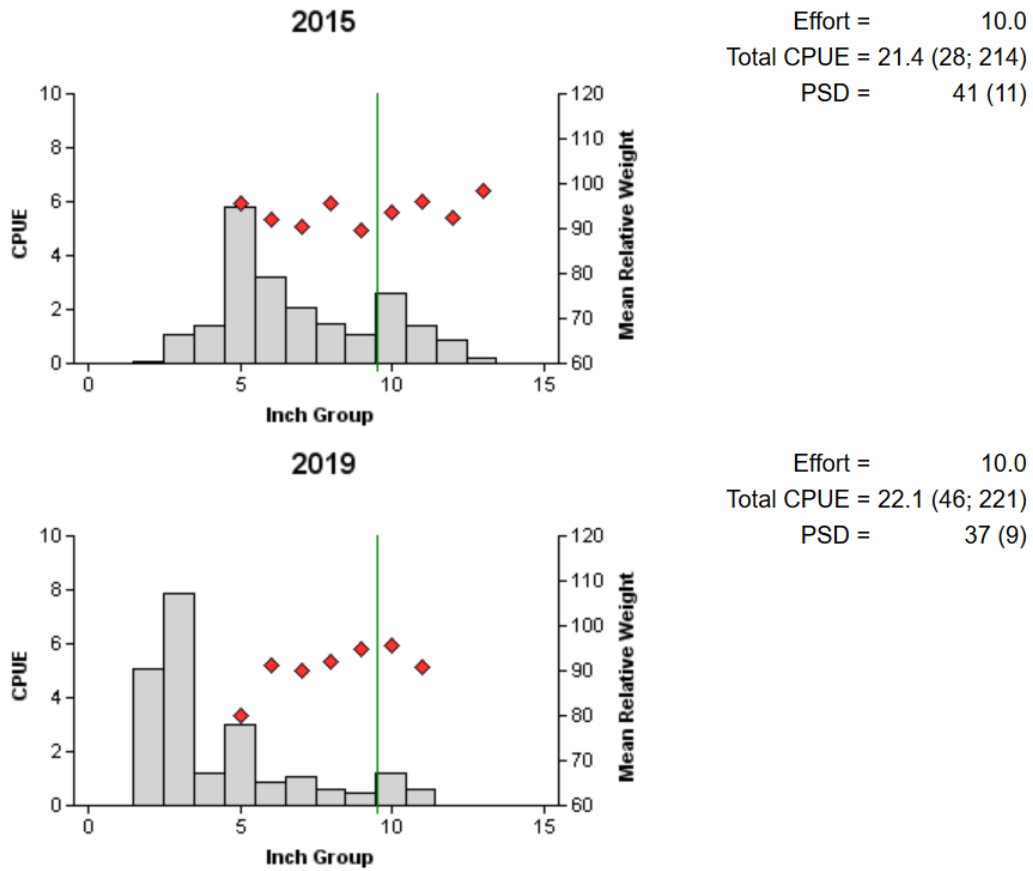 2015
Effort = 10.0
Total CPUE = 21.4 (28; 214)
PSD = 41 (11)
10
8
6
4
2
0
CPUE
120
110
100
90
80
70
60
Mean Relative Weight
0 5 10 15
Inch Group
2019
Effort = 10.0
Total CPUE = 22.1 (46; 221)
PSD = 37 (9)
10
8
6
4
2
0
CPUE
120
110
100
90
80
70
60
Mean Relative Weight
0 5 10 15
Inch Group